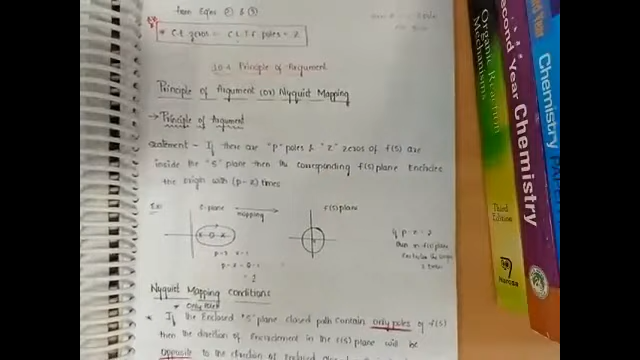 from Eqns ② & ③
* C.E zeros = C.L.T.F poles = Z
10.1 Principle of Argument
Principle of Argument (or) Nyquist Mapping
→ Principle of Argument
Statement - If there are "P" poles & "Z" zeros of f(s) are
inside the "S" plane then the corresponding f(s) plane Encircles
the origin with (P-Z) times
Ex:
S-plane
mapping
f(s) plane
if P-Z = 2
then in f(s) plane
the origin
2 times
= 2
Nyquist Mapping Conditions
* Only Poles
* If the Enclosed "S" plane closed path contain only poles of f(s)
then the direction of Encirclement in the f(s) plane will be
opposite to the direction of Enclosed
Organic Reaction
Mechanisms
Third
Edition
Narosa
Second Year Chemistry
Chemistry